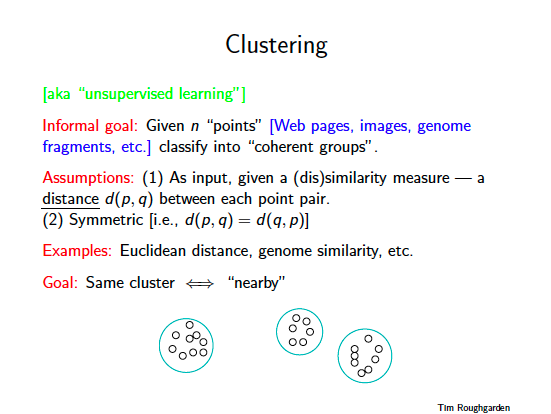 Clustering
[aka “unsupervised learning”]
Informal goal: Given n “points” [Web pages, images, genome
fragments, etc.] classify into “coherent groups”.
Assumptions: (1) As input, given a (dis)similarity measure — a
distance d(p, q) between each point pair.
(2) Symmetric [i.e., d(p, q) = d(q, p)]
Examples: Euclidean distance, genome similarity, etc.
Goal: Same cluster ⟺ “nearby”
Tim Roughgarden